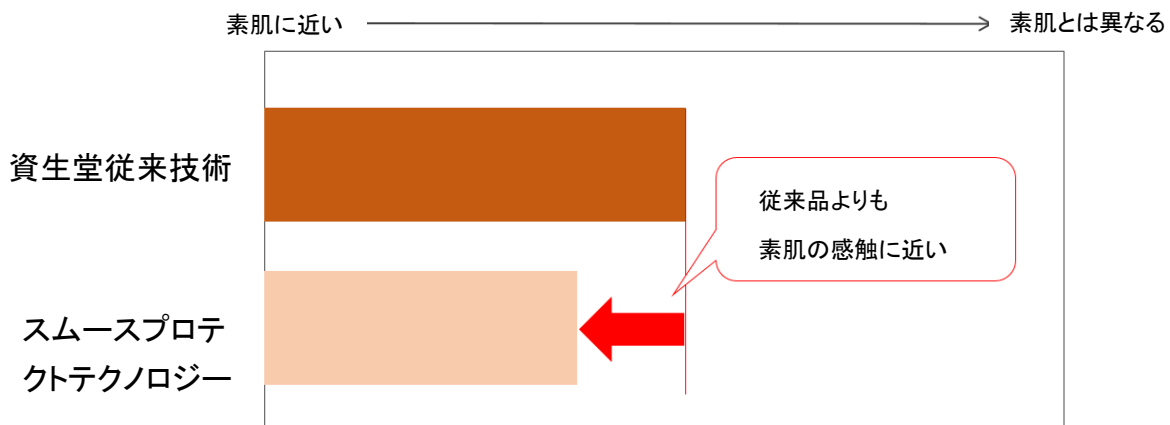 素肌に近い
素肌とは異なる
資生堂従来技術
従来品よりも
素肌の感触に近い
スムースプロテ
クトテクノロジー